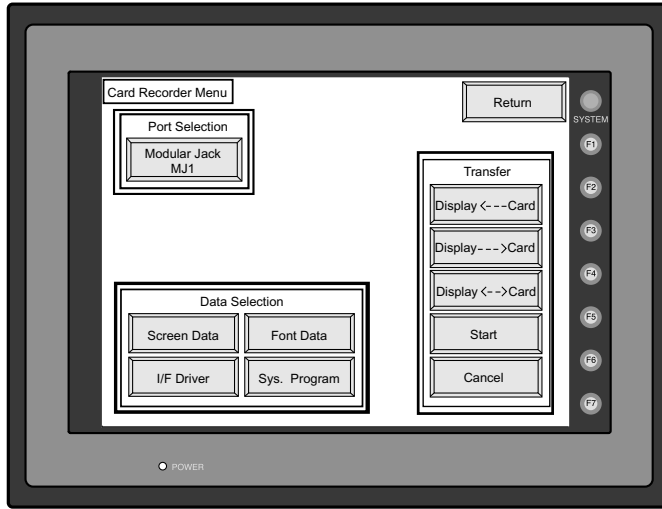 Card Recorder Menu
Return
SYSTEM
Port Selection
Modular Jack
MJ1
F1
Transfer
F2
Display <---Card
F3
Display--->Card
F4
Display<-->Card
Data Selection
F5
Screen Data
Font Data
Start
F6
I/F Driver
Sys. Program
Cancel
F7
POWER